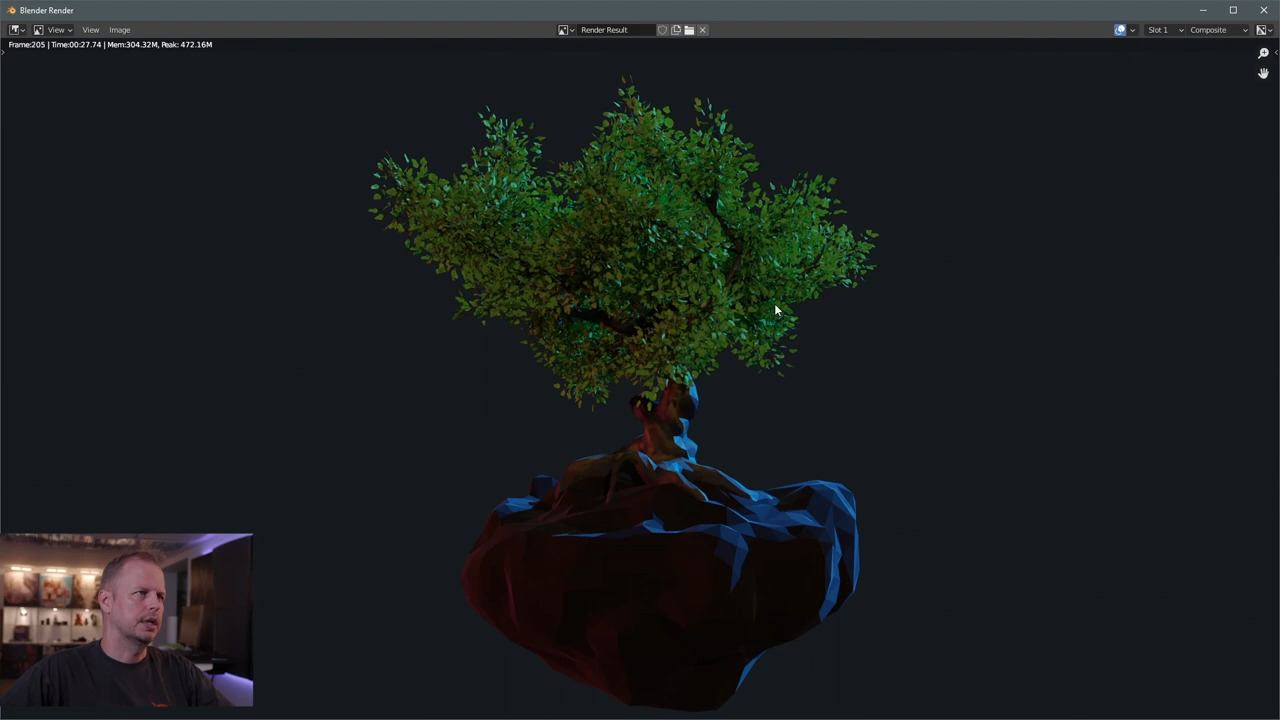 Blender Render
View View Image Render Result Slot 1 Composite
Frame:205 | Time:00:27.74 | Mem:304.32M, Peak: 472.16M